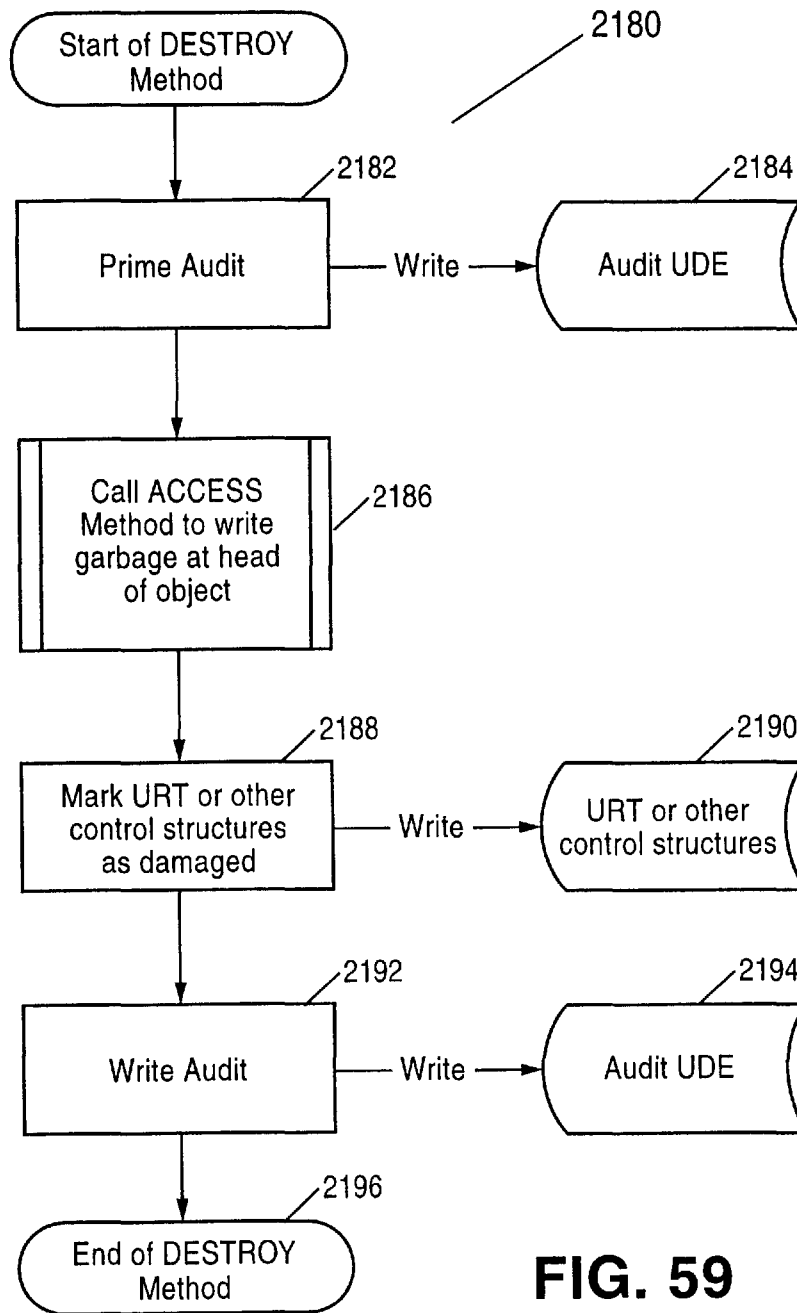 Start of DESTROY
Method
2180
2182
2184
Prime Audit
Write
Audit UDE
Call ACCESS
Method to write
garbage at head
of object
2186
2188
2190
Mark URT or other
control structures
as damaged
Write
URT or other
control structures
2192
2194
Write Audit
Write
Audit UDE
2196
End of DESTROY
Method
FIG. 59